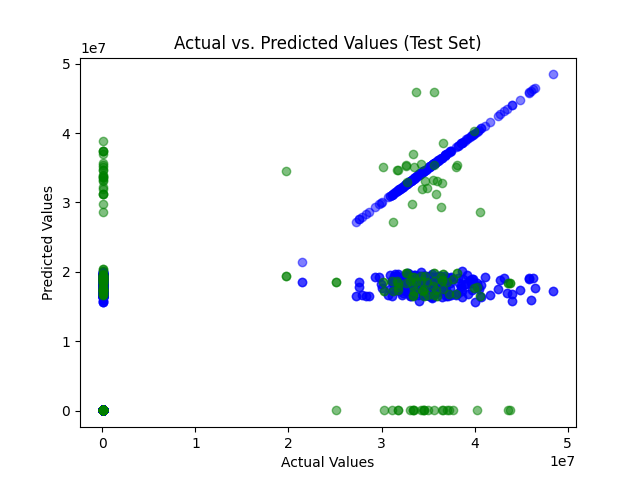 Actual vs. Predicted Values (Test Set)
1e7
5
4
3
2
1
0
Predicted Values
0 1 2 3 4 5
1e7
Actual Values